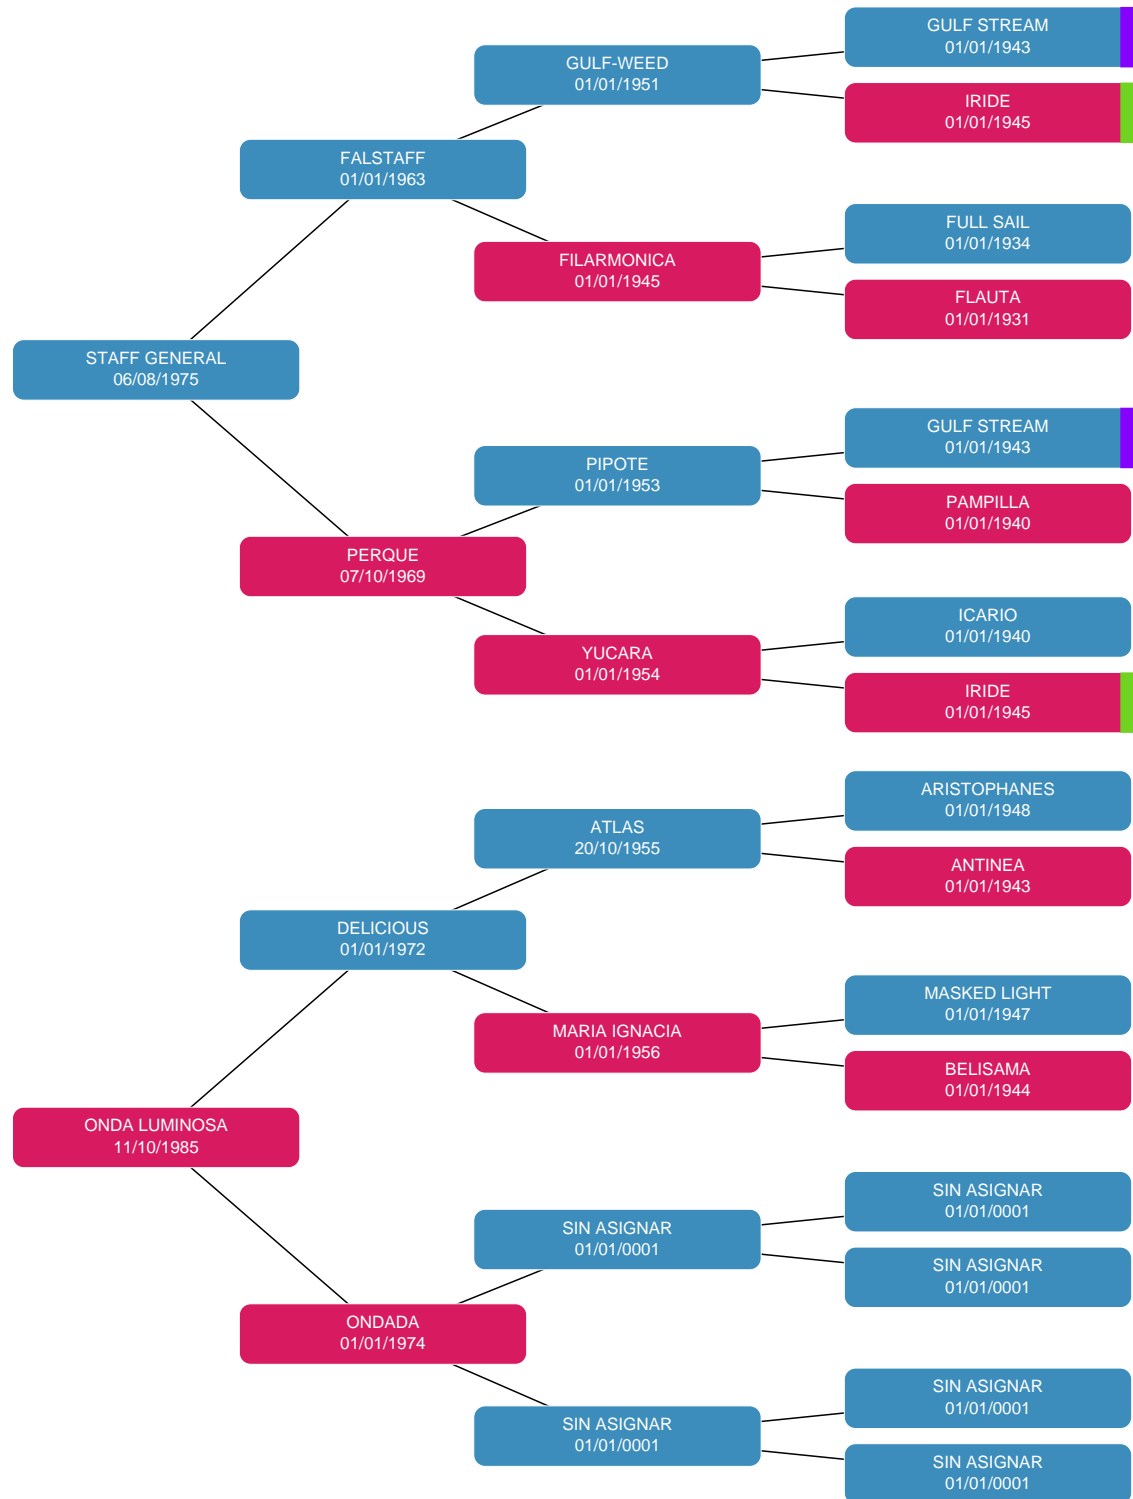 GULF STREAM
01/01/1943
GULF-WEED
01/01/1951
IRIDE
01/01/1945
FALSTAFF
01/01/1963
FULL SAIL
01/01/1934
FILARMONICA
01/01/1945
FLAUTA
01/01/1931
STAFF GENERAL
06/08/1975
GULF STREAM
01/01/1943
PIPOTE
01/01/1953
PAMPILLA
01/01/1940
PERQUE
07/10/1969
ICARIO
01/01/1940
YUCARA
01/01/1954
IRIDE
01/01/1945
ARISTOPHANES
01/01/1948
ATLAS
20/10/1955
ANTINEA
01/01/1943
DELICIOUS
01/01/1972
MASKED LIGHT
01/01/1947
MARIA IGNACIA
01/01/1956
BELISAMA
01/01/1944
ONDA LUMINOSA
11/10/1985
SIN ASIGNAR
01/01/0001
SIN ASIGNAR
01/01/0001
SIN ASIGNAR
01/01/0001
ONDADA
01/01/1974
SIN ASIGNAR
01/01/0001
SIN ASIGNAR
01/01/0001
SIN ASIGNAR
01/01/0001